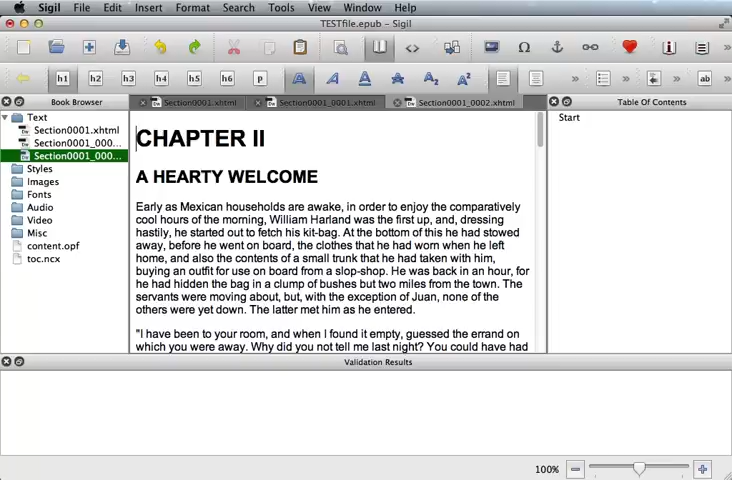 Sigil File Edit Insert Format Search Tools View Window Help
TESTfile.epub - Sigil
h1 h2 h3 h4 h5 h6 p A A A A A2 A2 ab
Book Browser
Section0001.xhtml Section0001_0001.xhtml Section0001_0002.xhtml
Table Of Contents
Text
Section0001.xhtml
Section0001_000...
Section0001_000...
Styles
Images
Fonts
Audio
Video
Misc
content.opf
toc.ncx
CHAPTER II
A HEARTY WELCOME
Early as Mexican households are awake, in order to enjoy the comparatively
cool hours of the morning, William Harland was the first up, and, dressing
hastily, he started out to fetch his kit-bag. At the bottom of this he had stowed
away, before he went on board, the clothes that he had worn when he left
home, and also the contents of a small trunk that he had taken with him,
buying an outfit for use on board from a slop-shop. He was back in an hour, for
he had hidden the bag in a clump of bushes but two miles from the town. The
servants were moving about, but, with the exception of Juan, none of the
others were yet down. The latter met him as he entered.
"I have been to your room, and when I found it empty, guessed the errand on
which you were away. Why did you not tell me last night? You could have had
Start
Validation Results
100%